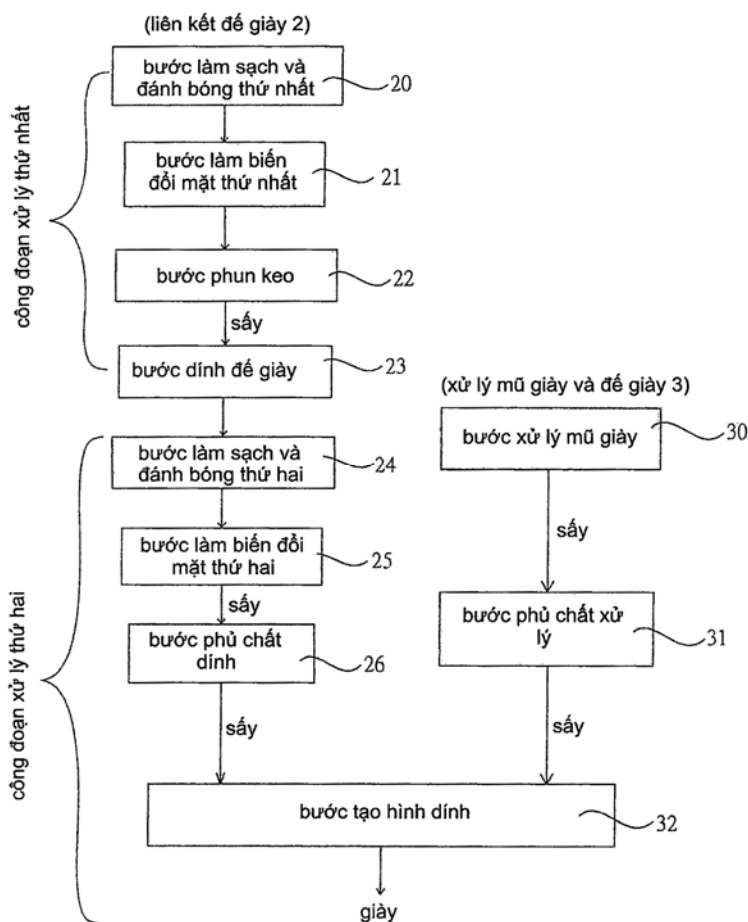 (liên kết đế giày 2)
bước làm sạch và
đánh bóng thứ nhất
20
công đoạn xử lý thứ nhất
bước làm biến
đổi mặt thứ nhất
21
bước phun keo
22
sấy
bước dính đế giày
23
(xử lý mũ giày và đế giày 3)
bước xử lý mũ giày
30
bước làm sạch và
đánh bóng thứ hai
24
công đoạn xử lý thứ hai
bước làm biến đổi
mặt thứ hai
25
sấy
sấy
bước phủ chất
dính
26
bước phủ chất xử
lý
31
sấy
sấy
bước tạo hình dính
32
giày